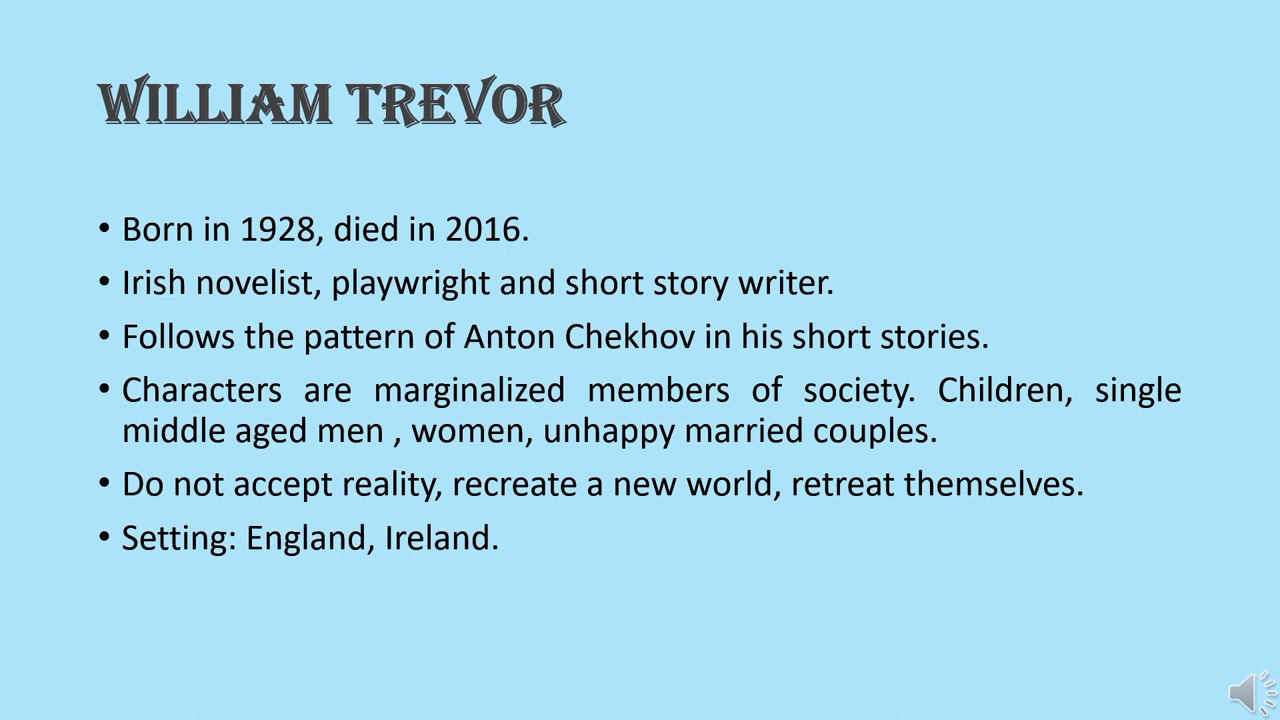 WILLIAM TREVOR
• Born in 1928, died in 2016.
• Irish novelist, playwright and short story writer.
• Follows the pattern of Anton Chekhov in his short stories.
• Characters are marginalized members of society. Children, single
middle aged men , women, unhappy married couples.
• Do not accept reality, recreate a new world, retreat themselves.
• Setting: England, Ireland.